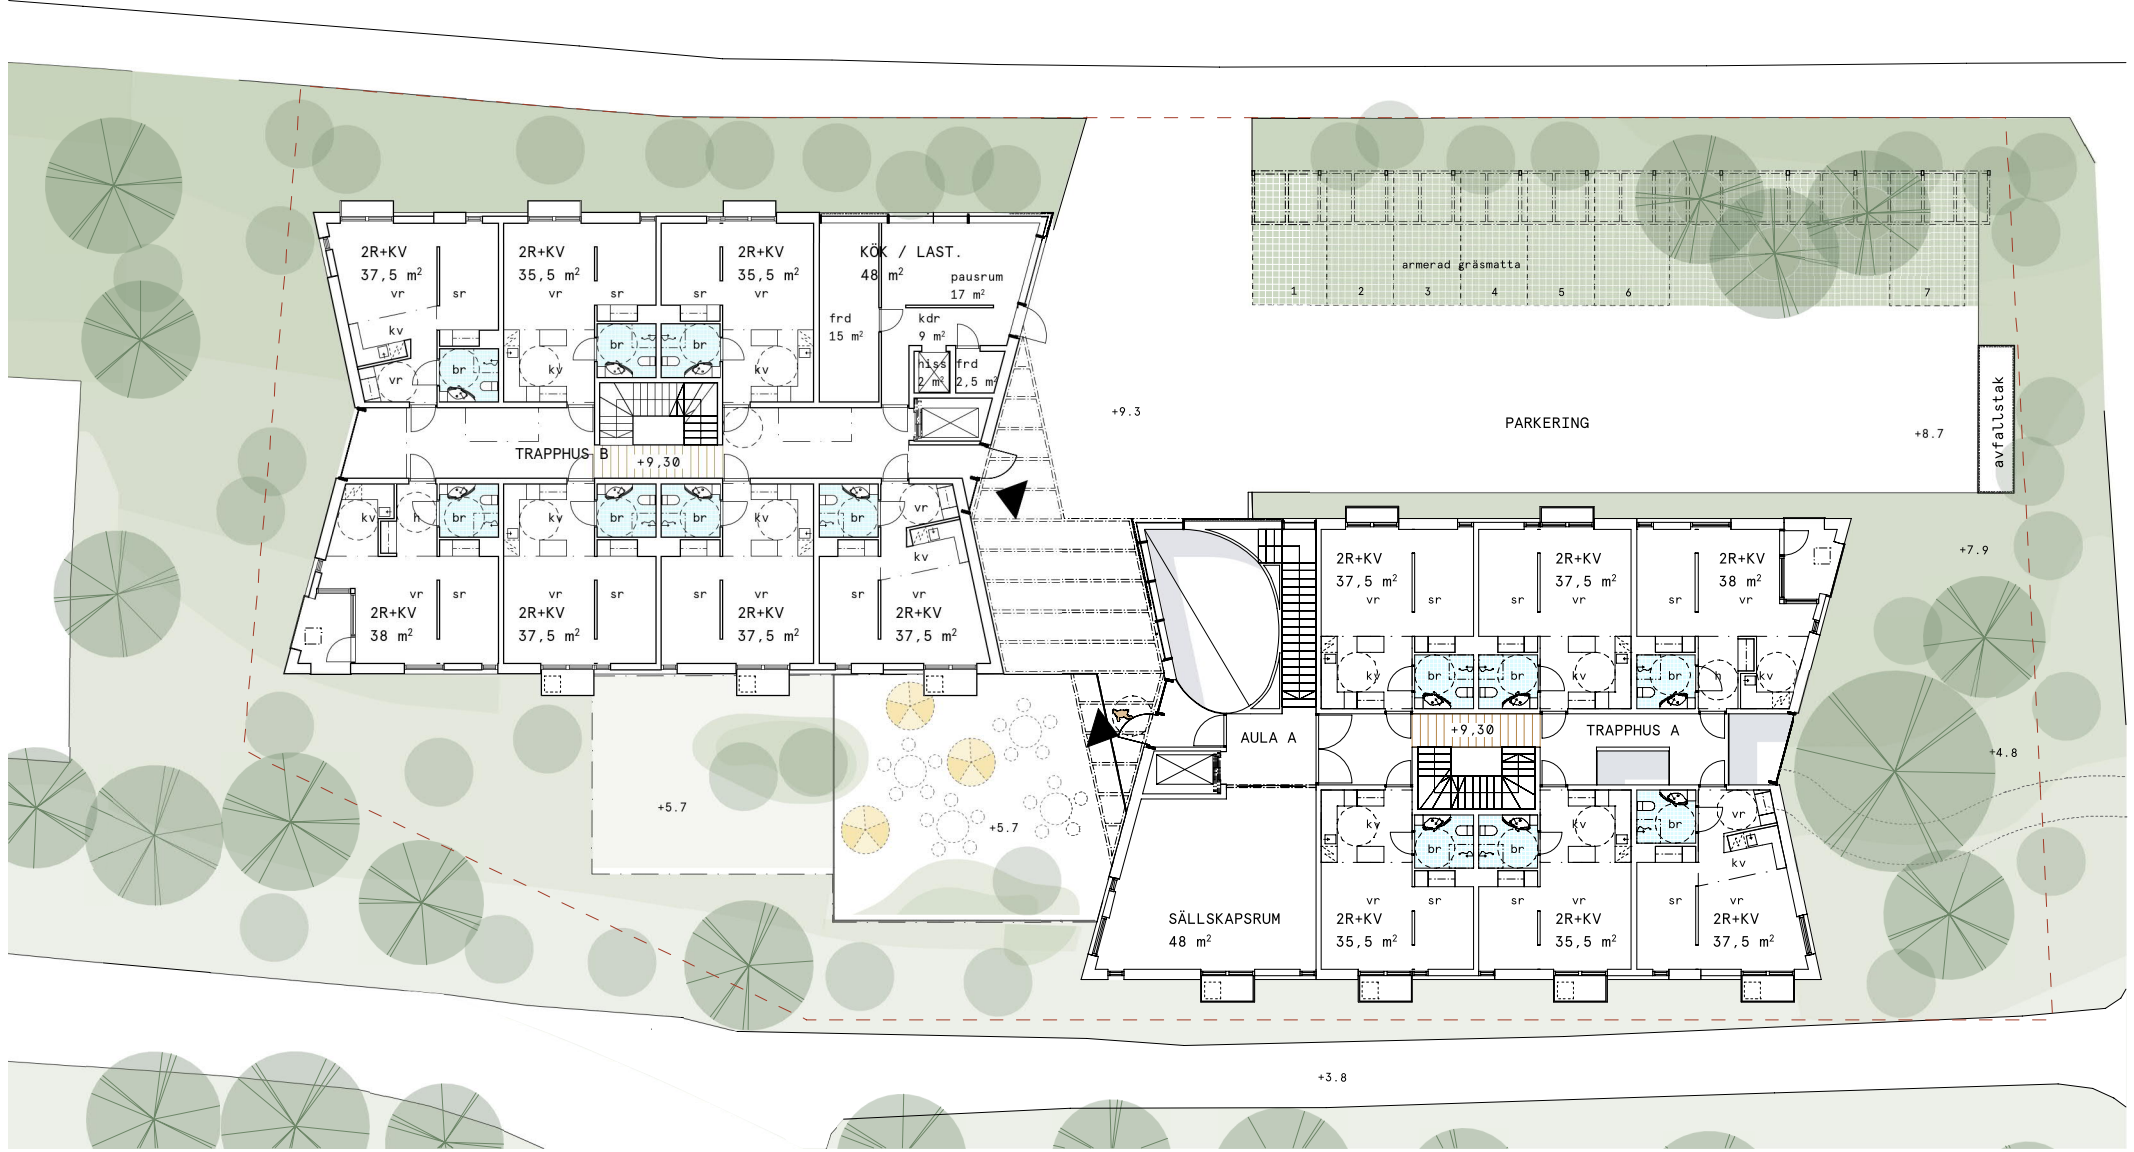 2R+KV
37,5 m²
vr
sr
kv
vr
br
2R+KV
35,5 m²
vr
sr
br
kv
2R+KV
35,5 m²
sr
vr
br
kv
KÖK / LAST.
48 m²
pausrum
17 m²
frd
15 m²
kdr
9 m²
hiss
2 m²
frd
2,5 m²
TRAPPHUS B
+9,30
kv
h
br
vr
sr
2R+KV
38 m²
kv
br
vr
sr
2R+KV
37,5 m²
br
kv
sr
vr
2R+KV
37,5 m²
br
vr
kv
sr
vr
2R+KV
37,5 m²
armerad gräsmatta
1
2
3
4
5
6
7
+9.3
PARKERING
+8.7
avfallstak
+7.9
+4.8
+5.7
+5.7
+3.8
2R+KV
37,5 m²
vr
sr
kv
br
2R+KV
37,5 m²
sr
vr
br
kv
2R+KV
38 m²
sr
vr
br
h
kv
AULA A
+9,30
TRAPPHUS A
SÄLLSKAPSRUM
48 m²
kv
br
vr
sr
2R+KV
35,5 m²
br
kv
sr
vr
2R+KV
35,5 m²
br
vr
kv
sr
vr
2R+KV
37,5 m²